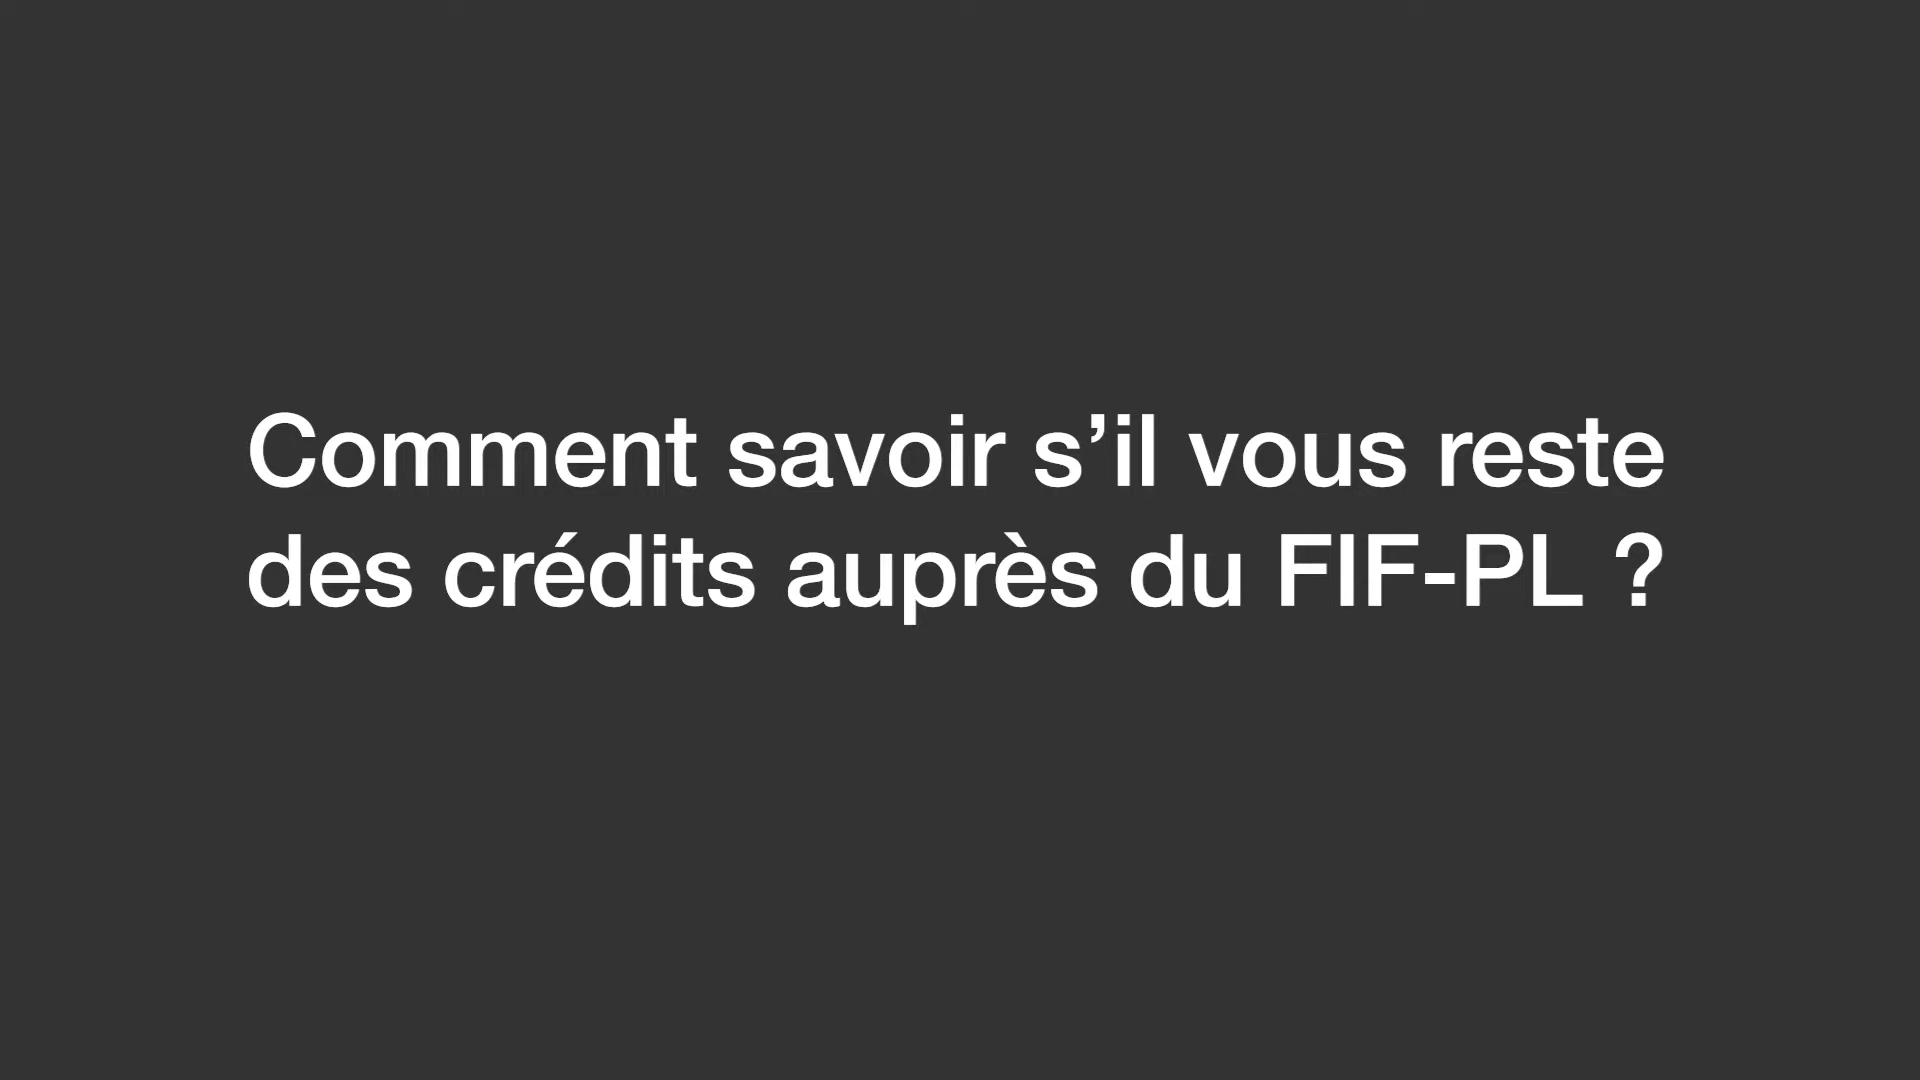 Comment savoir s’il vous reste
des crédits auprès du FIF-PL ?